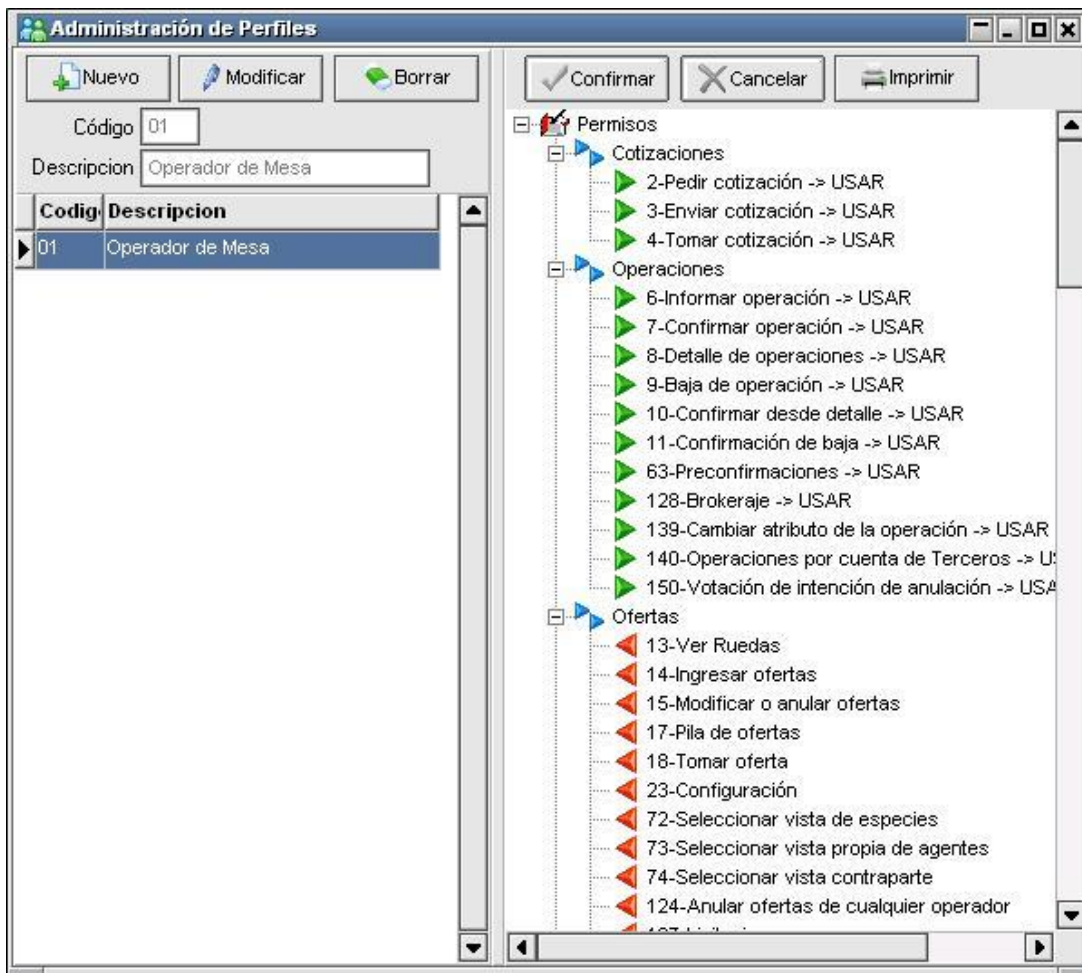 Administración de Perfiles
Nuevo Modificar Borrar
Código 01
Descripcion Operador de Mesa
Codig Descripcion
01 Operador de Mesa
Confirmar Cancelar Imprimir
Permisos
Cotizaciones
2-Pedir cotización -> USAR
3-Enviar cotización -> USAR
4-Tomar cotización -> USAR
Operaciones
6-Informar operación -> USAR
7-Confirmar operación -> USAR
8-Detalle de operaciones -> USAR
9-Baja de operación -> USAR
10-Confirmar desde detalle -> USAR
11-Confirmación de baja -> USAR
63-Preconfirmaciones -> USAR
128-Brokeraje -> USAR
139-Cambiar atributo de la operación -> USAR
140-Operaciones por cuenta de Terceros -> U
150-Votación de intención de anulación -> USA
Ofertas
13-Ver Ruedas
14-Ingresar ofertas
15-Modificar o anular ofertas
17-Pila de ofertas
18-Tomar oferta
23-Configuración
72-Seleccionar vista de especies
73-Seleccionar vista propia de agentes
74-Seleccionar vista contraparte
124-Anular ofertas de cualquier operador